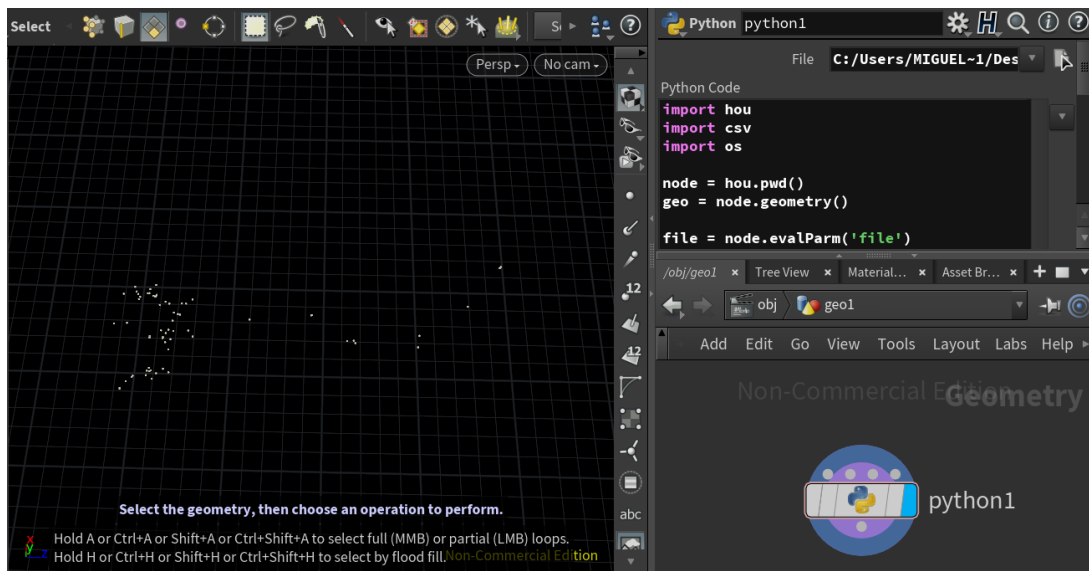 Select
S
Persp
No cam
12
12
abc
Select the geometry, then choose an operation to perform.
Hold A or Ctrl+A or Shift+A or Ctrl+Shift+A to select full (MMB) or partial (LMB) loops.
Hold H or Ctrl+H or Shift+H or Ctrl+Shift+H to select by flood fill.
Non-Commercial Edition
x
y
z
Python python1
File C:/Users/MIGUEL~1/Des
Python Code
import hou
import csv
import os
node = hou.pwd()
geo = node.geometry()
file = node.evalParm('file')
/obj/geo1 × Tree View × Material... × Asset Br... ×
obj geo1
Add Edit Go View Tools Layout Labs Help
Non-Commercial Edition
Geometry
python1